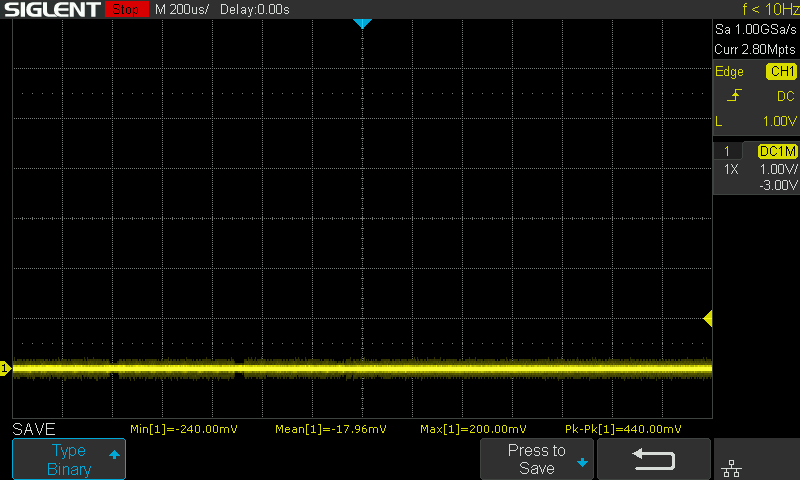 SIGLENT Stop M 200us/ Delay:0.00s f < 10Hz
Sa 1.00GSa/s
Curr 2.80Mpts
Edge CH1
DC
L 1.00V
1 DC1M
1X 1.00V/
-3.00V
1
SAVE Min[1]=-240.00mV Mean[1]=-17.96mV Max[1]=200.00mV Pk-Pk[1]=440.00mV
Type
Binary
Press to
Save